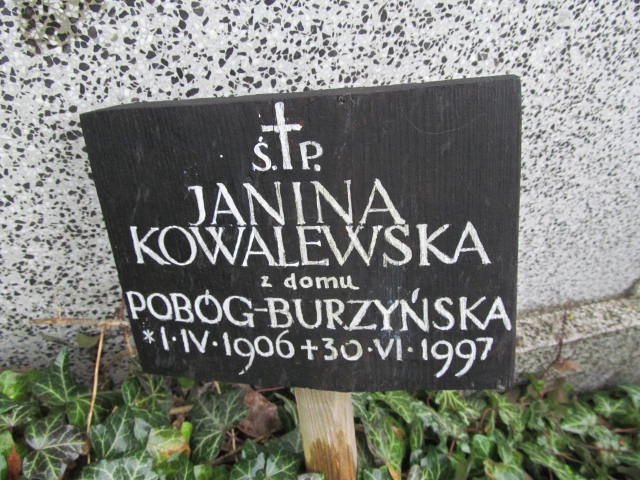 Ś.P.
JANINA
KOWALEWSKA
z domu
POBÓG-BURZYŃSKA
*1·IV·1906+30·VI·1997